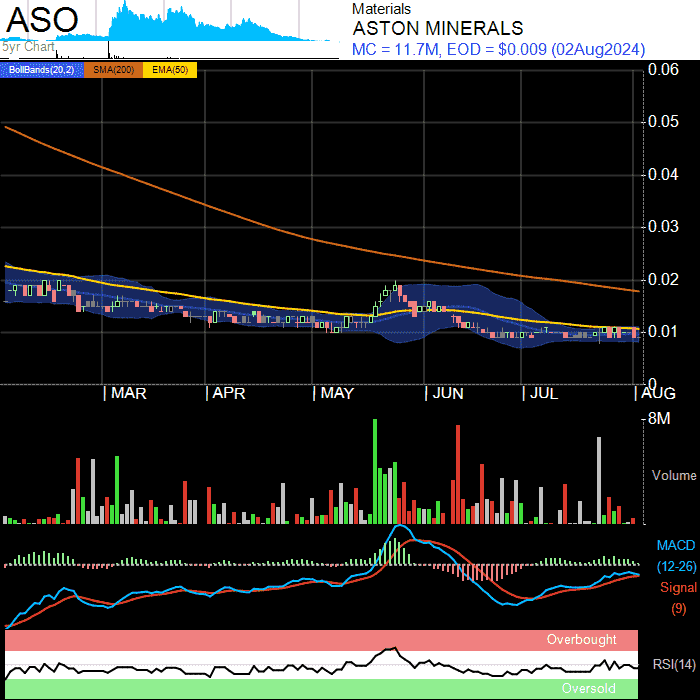 ASO
5yr Chart
Materials
ASTON MINERALS
MC = 11.7M, EOD = $0.009 (02Aug2024)
BollBands(20,2) SMA(200) EMA(50)
0.06
0.05
0.04
0.03
0.02
0.01
0
MAR APR MAY JUN JUL AUG
8M
Volume
MACD
(12-26)
Signal
(9)
Overbought
RSI(14)
Oversold